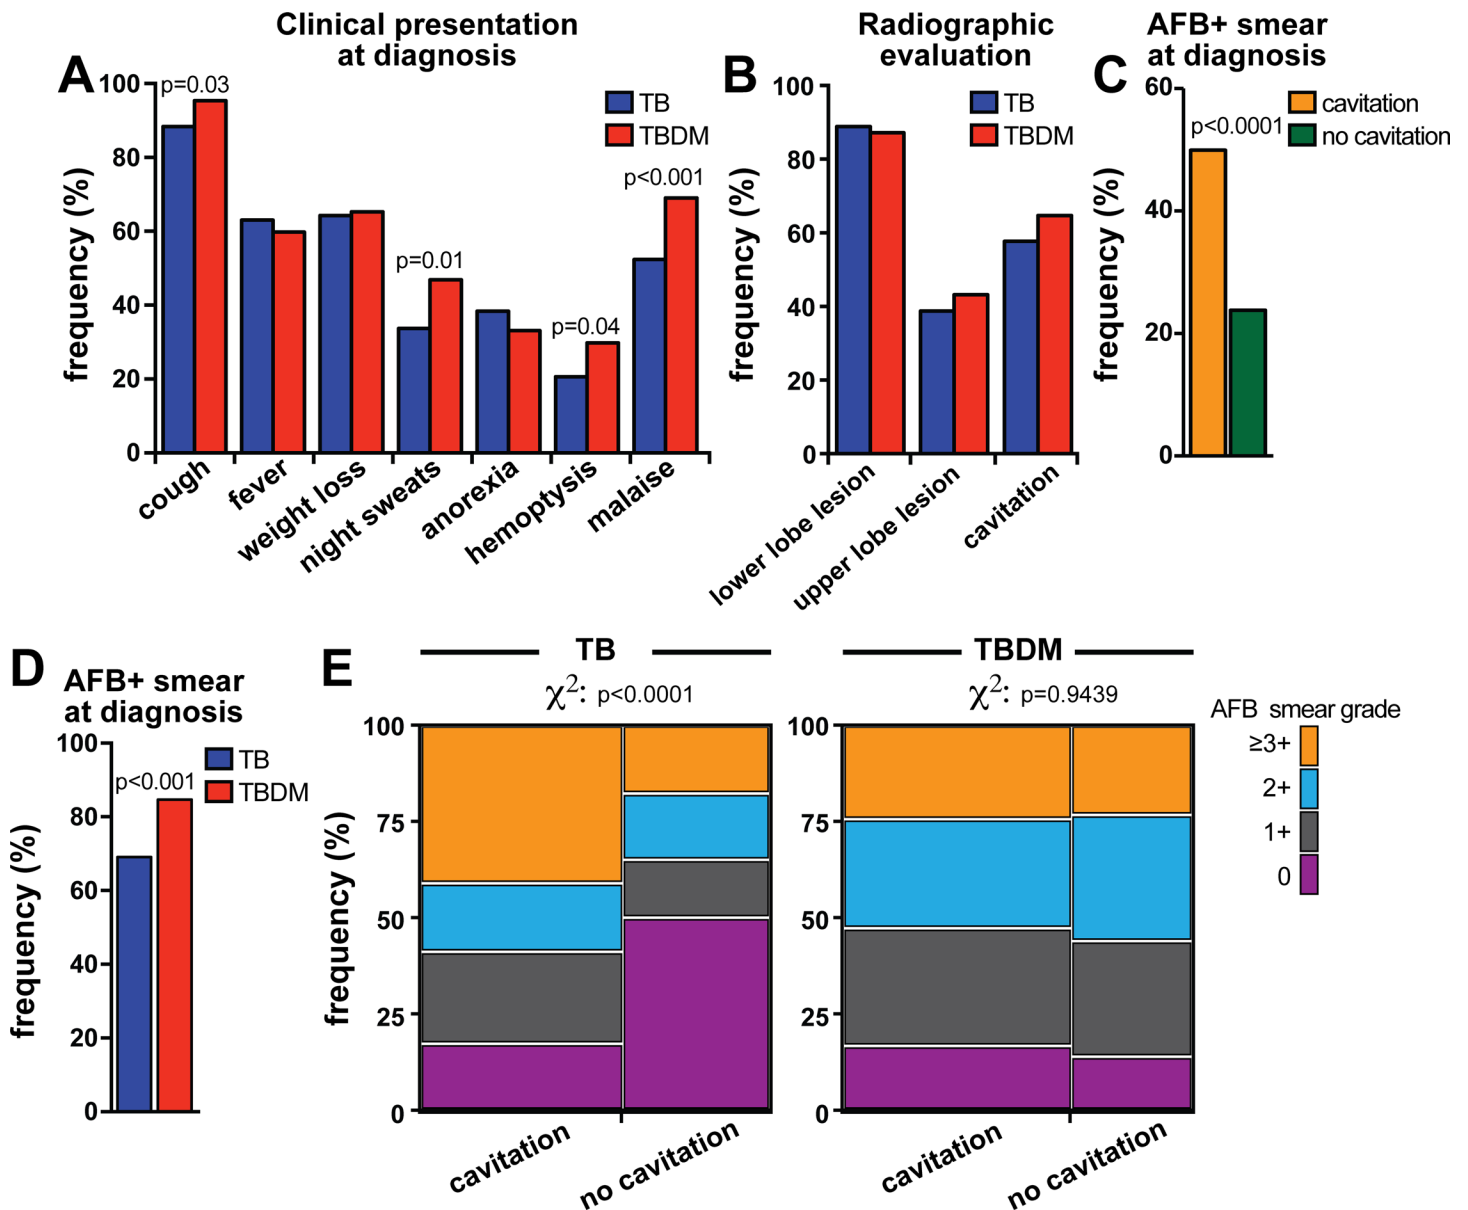 Clinical presentation
at diagnosis
A
frequency (%)
100
80
60
40
20
0
p=0.03
p=0.01
p=0.04
p<0.001
TB
TBDM
cough
fever
weight loss
night sweats
anorexia
hemoptysis
malaise
Radiographic
evaluation
B
frequency (%)
100
80
60
40
20
0
TB
TBDM
lower lobe lesion
upper lobe lesion
cavitation
AFB+ smear
at diagnosis
C
frequency (%)
60
40
20
0
p<0.0001
cavitation
no cavitation
D
AFB+ smear
at diagnosis
frequency (%)
100
80
60
40
20
0
p<0.001
TB
TBDM
E
TB
χ²: p<0.0001
frequency (%)
100
75
50
25
0
cavitation
no cavitation
TBDM
χ²: p=0.9439
100
75
50
25
0
cavitation
no cavitation
AFB smear grade
≥3+
2+
1+
0